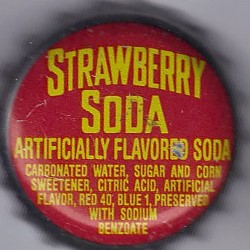 STRAWBERRY
SODA
ARTIFICIALLY FLAVORED SODA
CARBONATED WATER, SUGAR AND CORN
SWEETENER, CITRIC ACID, ARTIFICIAL
FLAVOR, RED 40, BLUE 1, PRESERVED
WITH SODIUM
BENZOATE